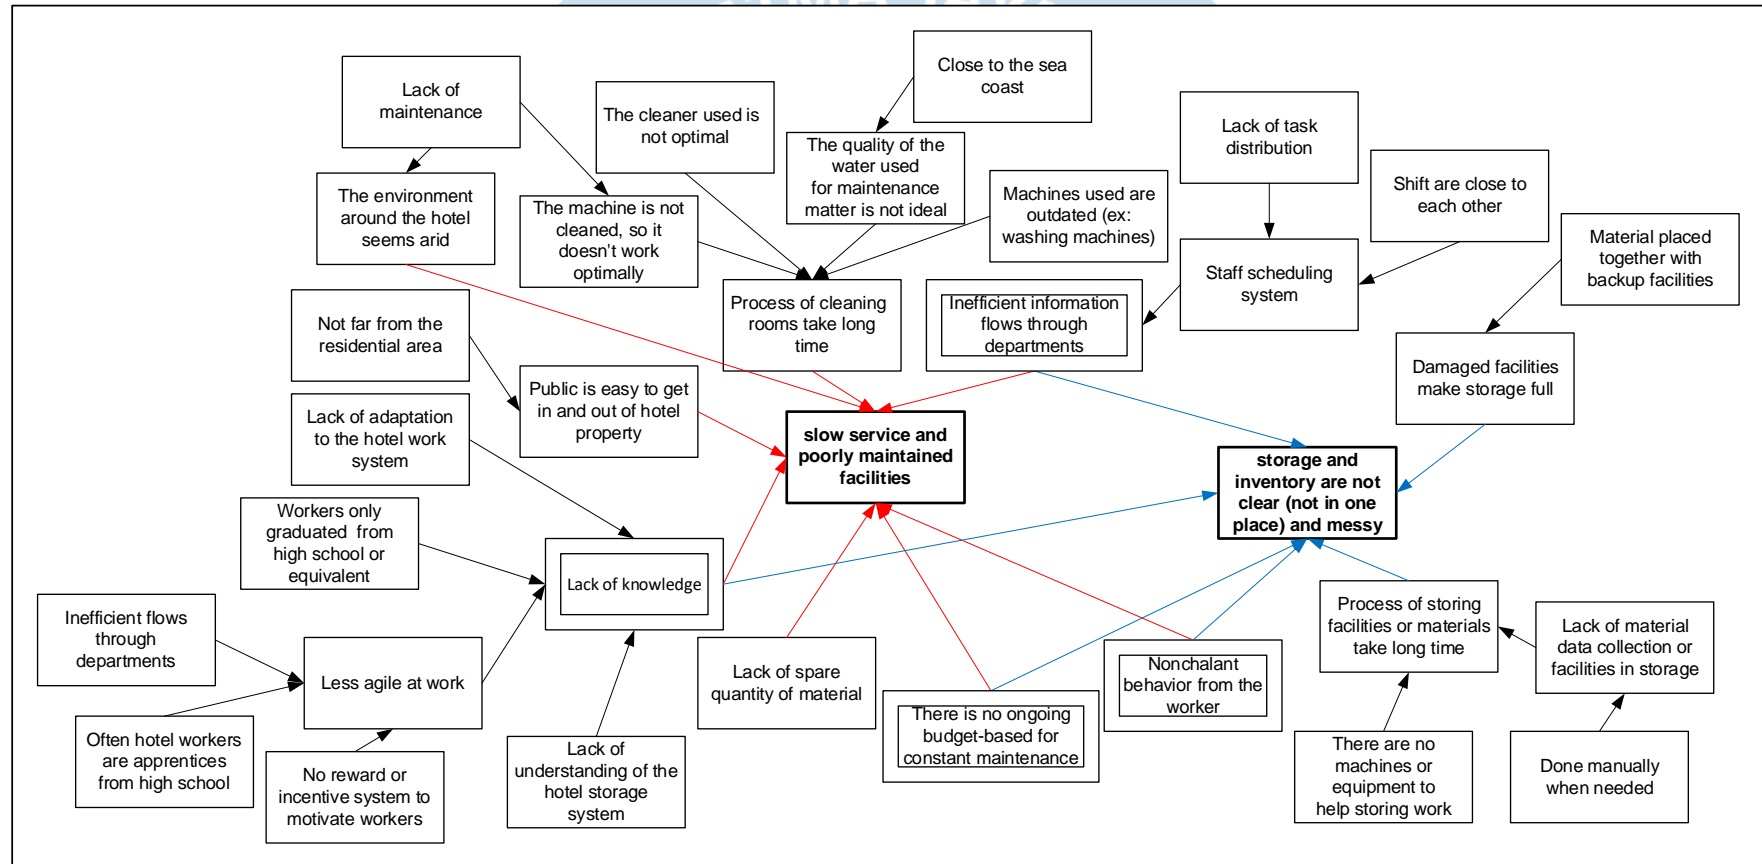 Close to the sea
coast
Lack of
maintenance
The cleaner used is
not optimal
Lack of task
distribution
The quality of the
water used
for maintenance
matter is not ideal
Shift are close to
each other
Machines used are
outdated (ex:
washing machines)
The environment
around the hotel
seems arid
The machine is not
cleaned, so it
doesn't work
optimally
Material placed
together with
backup facilities
Staff scheduling
system
Process of cleaning
rooms take long
time
Inefficient information
flows through
departments
Not far from the
residential area
Damaged facilities
make storage full
Public is easy to get
in and out of hotel
property
Lack of adaptation
to the hotel work
system
slow service and
poorly maintained
facilities
storage and
inventory are not
clear (not in one
place) and messy
Workers only
graduated from
high school or
equivalent
Lack of knowledge
Inefficient flows
through
departments
Process of storing
facilities or materials
take long time
Lack of material
data collection or
facilities in storage
Less agile at work
Lack of spare
quantity of material
Nonchalant
behavior from the
worker
There is no ongoing
budget-based for
constant maintenance
Often hotel workers
are apprentices
from high school
No reward or
incentive system to
motivate workers
Lack of
understanding of the
hotel storage
system
There are no
machines or
equipment to
help storing work
Done manually
when needed